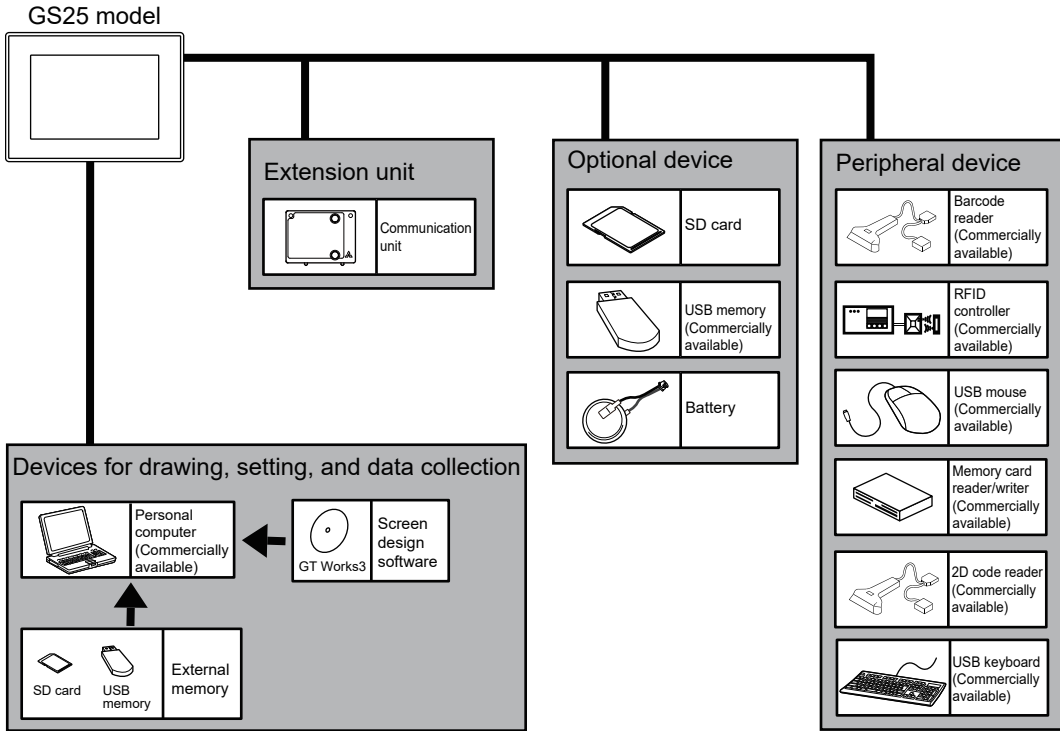 GS25 model
Extension unit
Communication
unit
Optional device
SD card
USB memory
(Commercially
available)
Battery
Peripheral device
Barcode
reader
(Commercially
available)
RFID
controller
(Commercially
available)
USB mouse
(Commercially
available)
Memory card
reader/writer
(Commercially
available)
2D code reader
(Commercially
available)
USB keyboard
(Commercially
available)
Devices for drawing, setting, and data collection
Personal
computer
(Commercially
available)
GT Works3
Screen
design
software
SD card
USB
memory
External
memory